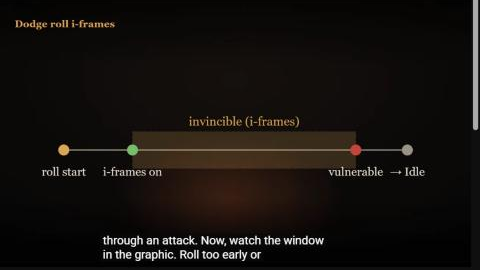 Dodge roll i-frames
invincible (i-frames)
roll start i-frames on vulnerable → Idle
through an attack. Now, watch the window
in the graphic. Roll too early or